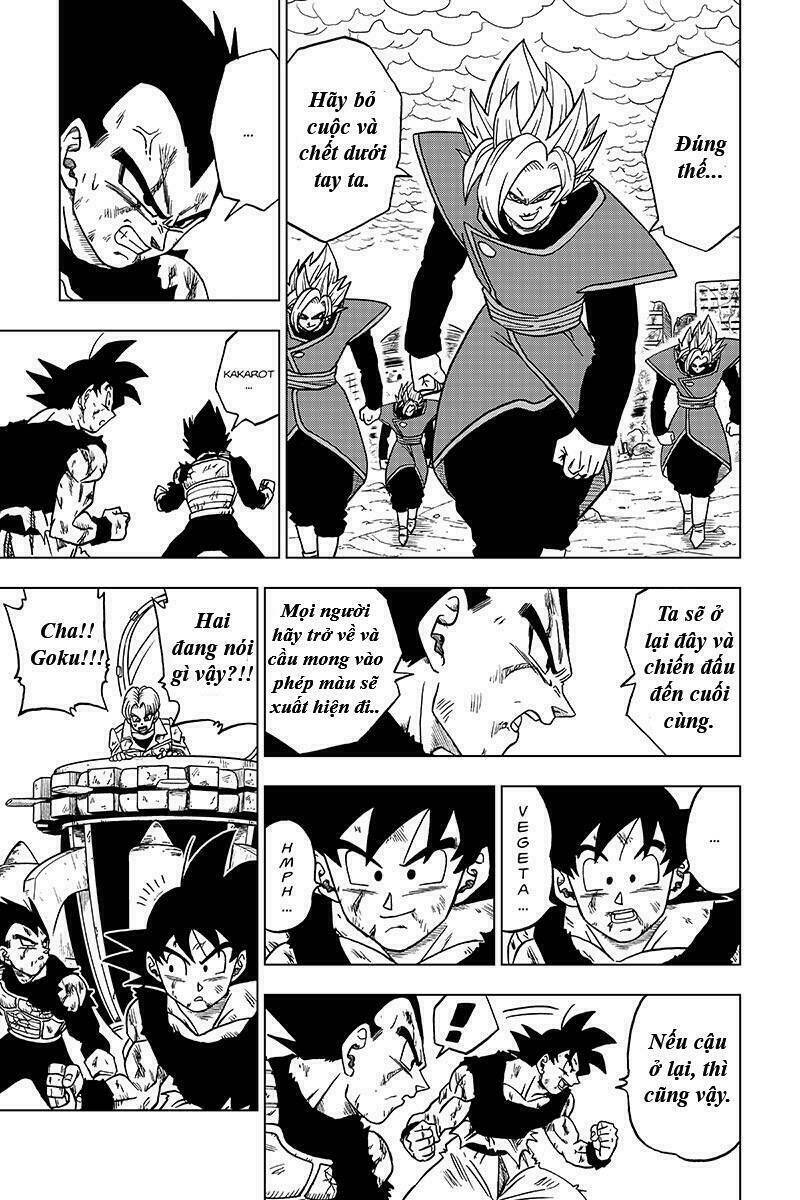 Đúng
thế...
Hãy bỏ
cuộc và
chết dưới
tay ta.
...
KAKAROT
...
Ta sẽ ở
lại đây và
chiến đấu
đến cuối
cùng.
Mọi người
hãy trở về và
cầu mong vào
phép màu sẽ
xuất hiện đi..
...
VEGETA...
HMPH...
Nếu cậu
ở lại, thì
cũng vậy.
!
Hai
đang nói
gì vậy?!!
Cha!!
Goku!!!